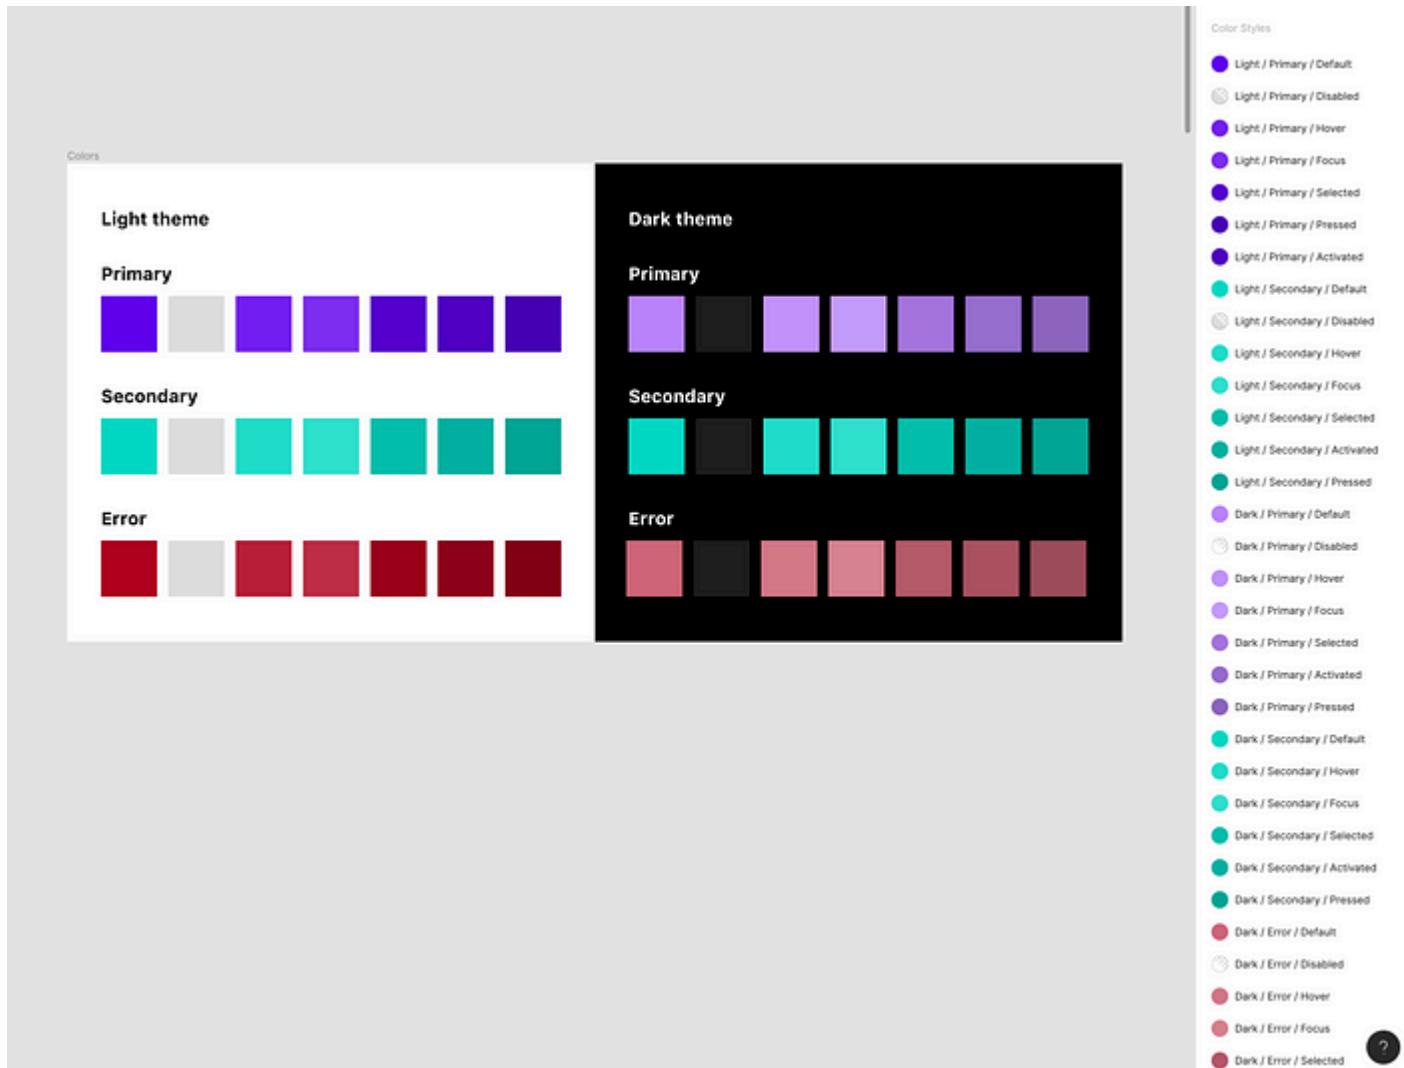 Color Styles
Light / Primary / Default
Light / Primary / Disabled
Light / Primary / Hover
Light / Primary / Focus
Light / Primary / Selected
Light / Primary / Pressed
Light / Primary / Activated
Light / Secondary / Default
Light / Secondary / Disabled
Light / Secondary / Hover
Light / Secondary / Focus
Light / Secondary / Selected
Light / Secondary / Activated
Light / Secondary / Pressed
Dark / Primary / Default
Dark / Primary / Disabled
Dark / Primary / Hover
Dark / Primary / Focus
Dark / Primary / Selected
Dark / Primary / Activated
Dark / Primary / Pressed
Dark / Secondary / Default
Dark / Secondary / Hover
Dark / Secondary / Focus
Dark / Secondary / Selected
Dark / Secondary / Activated
Dark / Secondary / Pressed
Dark / Error / Default
Dark / Error / Disabled
Dark / Error / Hover
Dark / Error / Focus
Dark / Error / Selected
?
Colors
Light theme
Primary
Secondary
Error
Dark theme
Primary
Secondary
Error